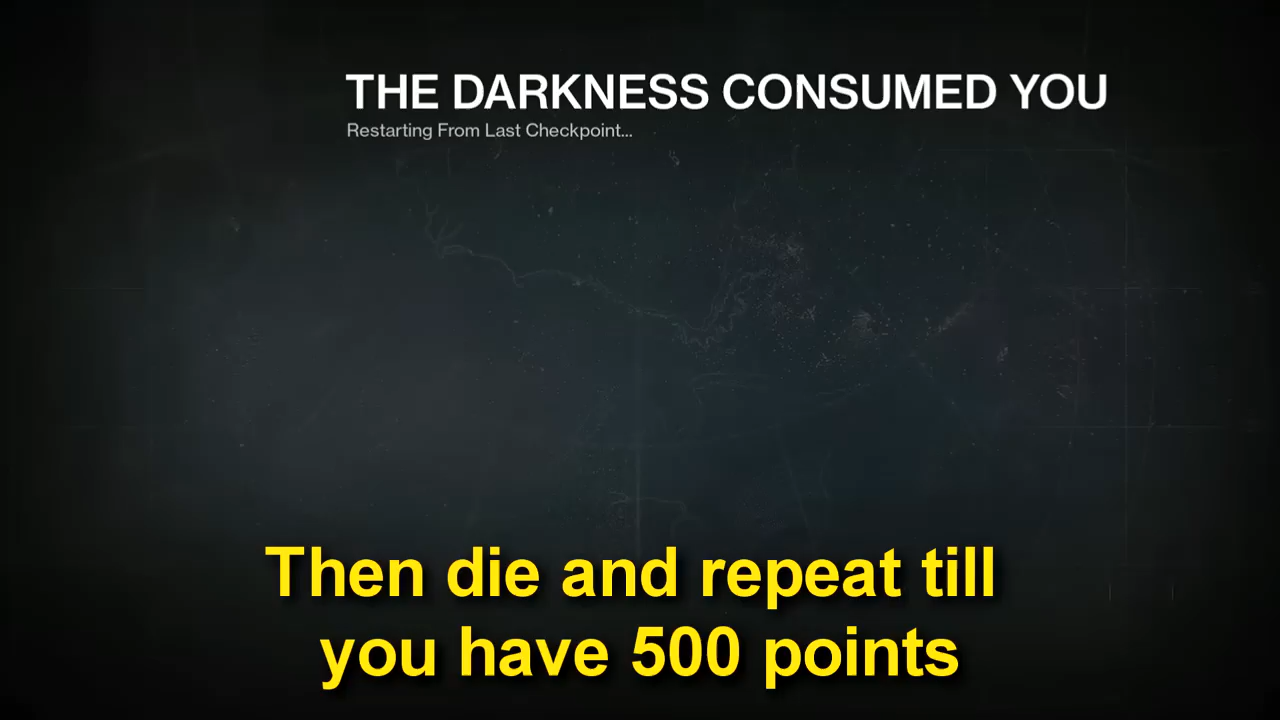 THE DARKNESS CONSUMED YOU
Restarting From Last Checkpoint...
Then die and repeat till
you have 500 points